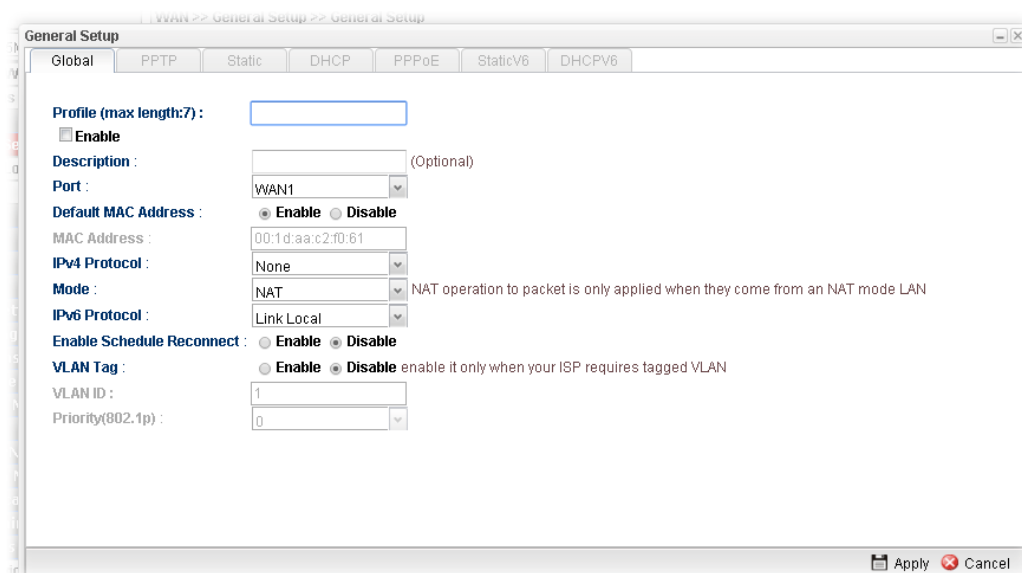 WAN >> General Setup >> General Setup
General Setup
Global PPTP Static DHCP PPPoE StaticV6 DHCPV6
Profile (max length:7) :
Enable
Description : (Optional)
Port : WAN1
Default MAC Address : Enable Disable
MAC Address : 00:1d:aa:c2:f0:61
IPv4 Protocol : None
Mode : NAT NAT operation to packet is only applied when they come from an NAT mode LAN
IPv6 Protocol : Link Local
Enable Schedule Reconnect : Enable Disable
VLAN Tag : Enable Disable enable it only when your ISP requires tagged VLAN
VLAN ID : 1
Priority(802.1p) : 0
Apply Cancel